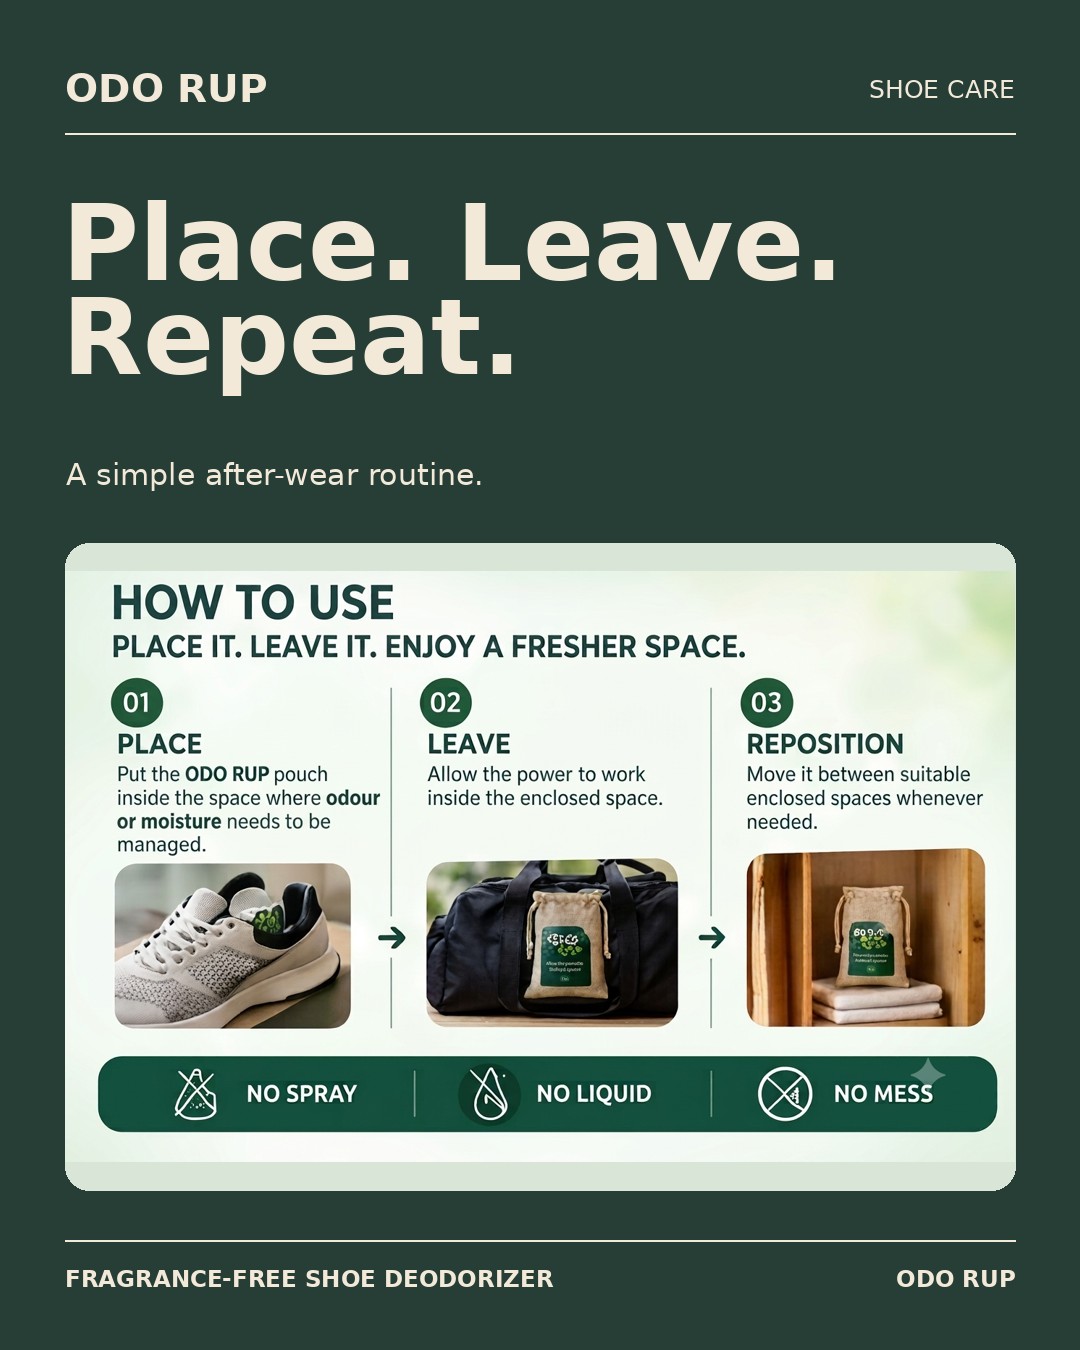 ODO RUP
SHOE CARE
Place. Leave.
Repeat.
A simple after-wear routine.
HOW TO USE
PLACE IT. LEAVE IT. ENJOY A FRESHER SPACE.
01
PLACE
Put the ODO RUP pouch
inside the space where odour
or moisture needs to be
managed.
02
LEAVE
Allow the power to work
inside the enclosed space.
03
REPOSITION
Move it between suitable
enclosed spaces whenever
needed.
NO SPRAY
NO LIQUID
NO MESS
FRAGRANCE-FREE SHOE DEODORIZER
ODO RUP